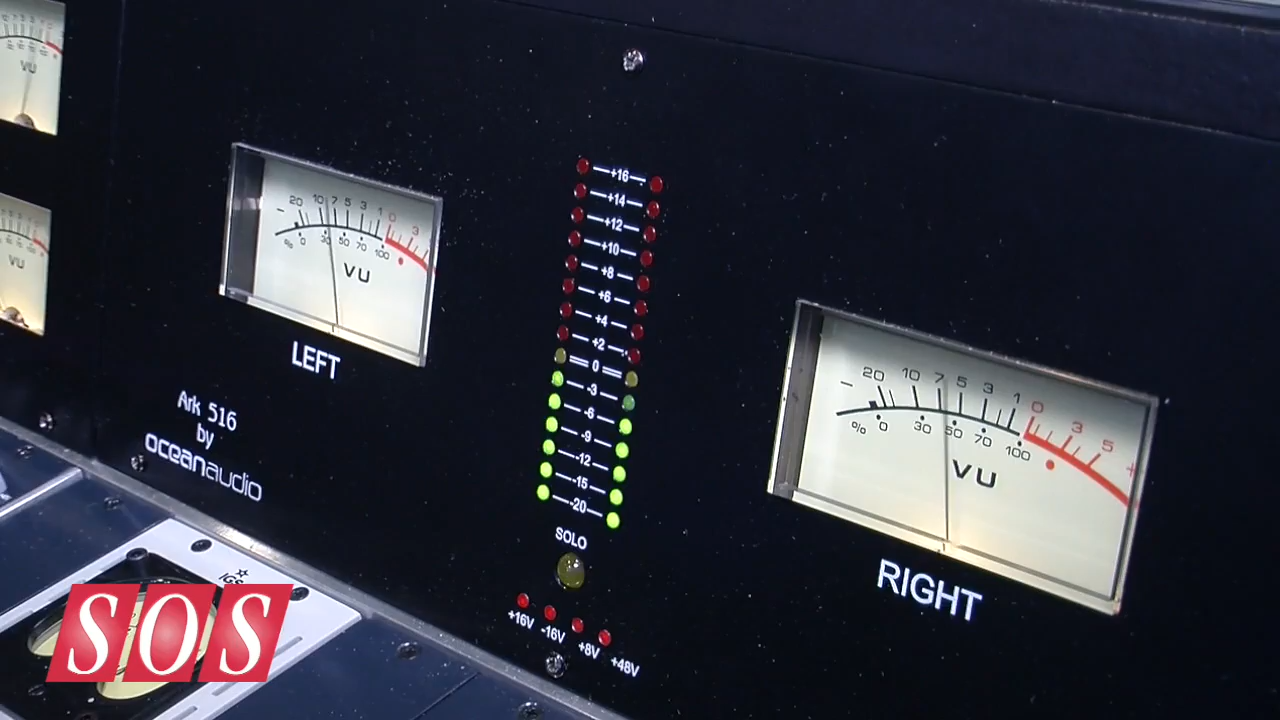 VU
VU
20 10 7 5 3 1 0 3
% 0 30 50 70 100
VU
LEFT
Ark 516
by
oceanaudio
+16
+14
+12
+10
+8
+6
+4
+2
0
-3
-6
-9
-12
-15
-20
SOLO
+16V -16V +8V +48V
- 20 10 7 5 3 1 0 3 5 +
% 0 30 50 70 100
VU
RIGHT
IGS
SOS